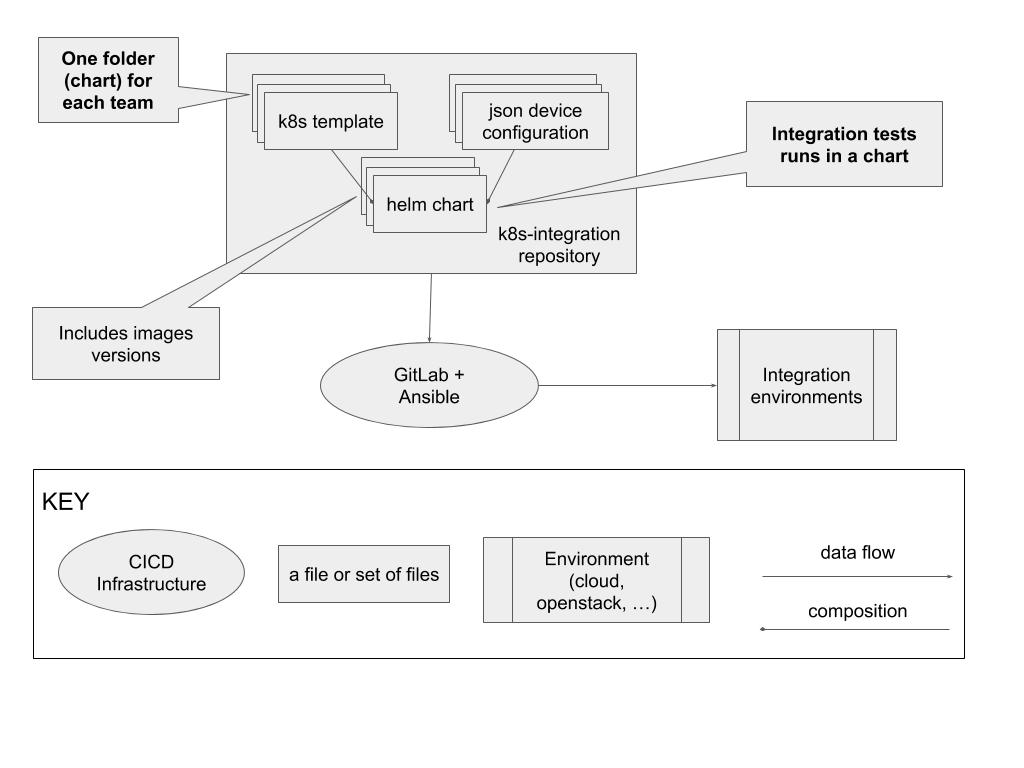 One folder
(chart) for
each team
k8s template
json device
configuration
Integration tests
runs in a chart
helm chart
k8s-integration
repository
Includes images
versions
GitLab +
Ansible
Integration
environments
KEY
CICD
Infrastructure
a file or set of files
Environment
(cloud,
openstack, …)
data flow
composition